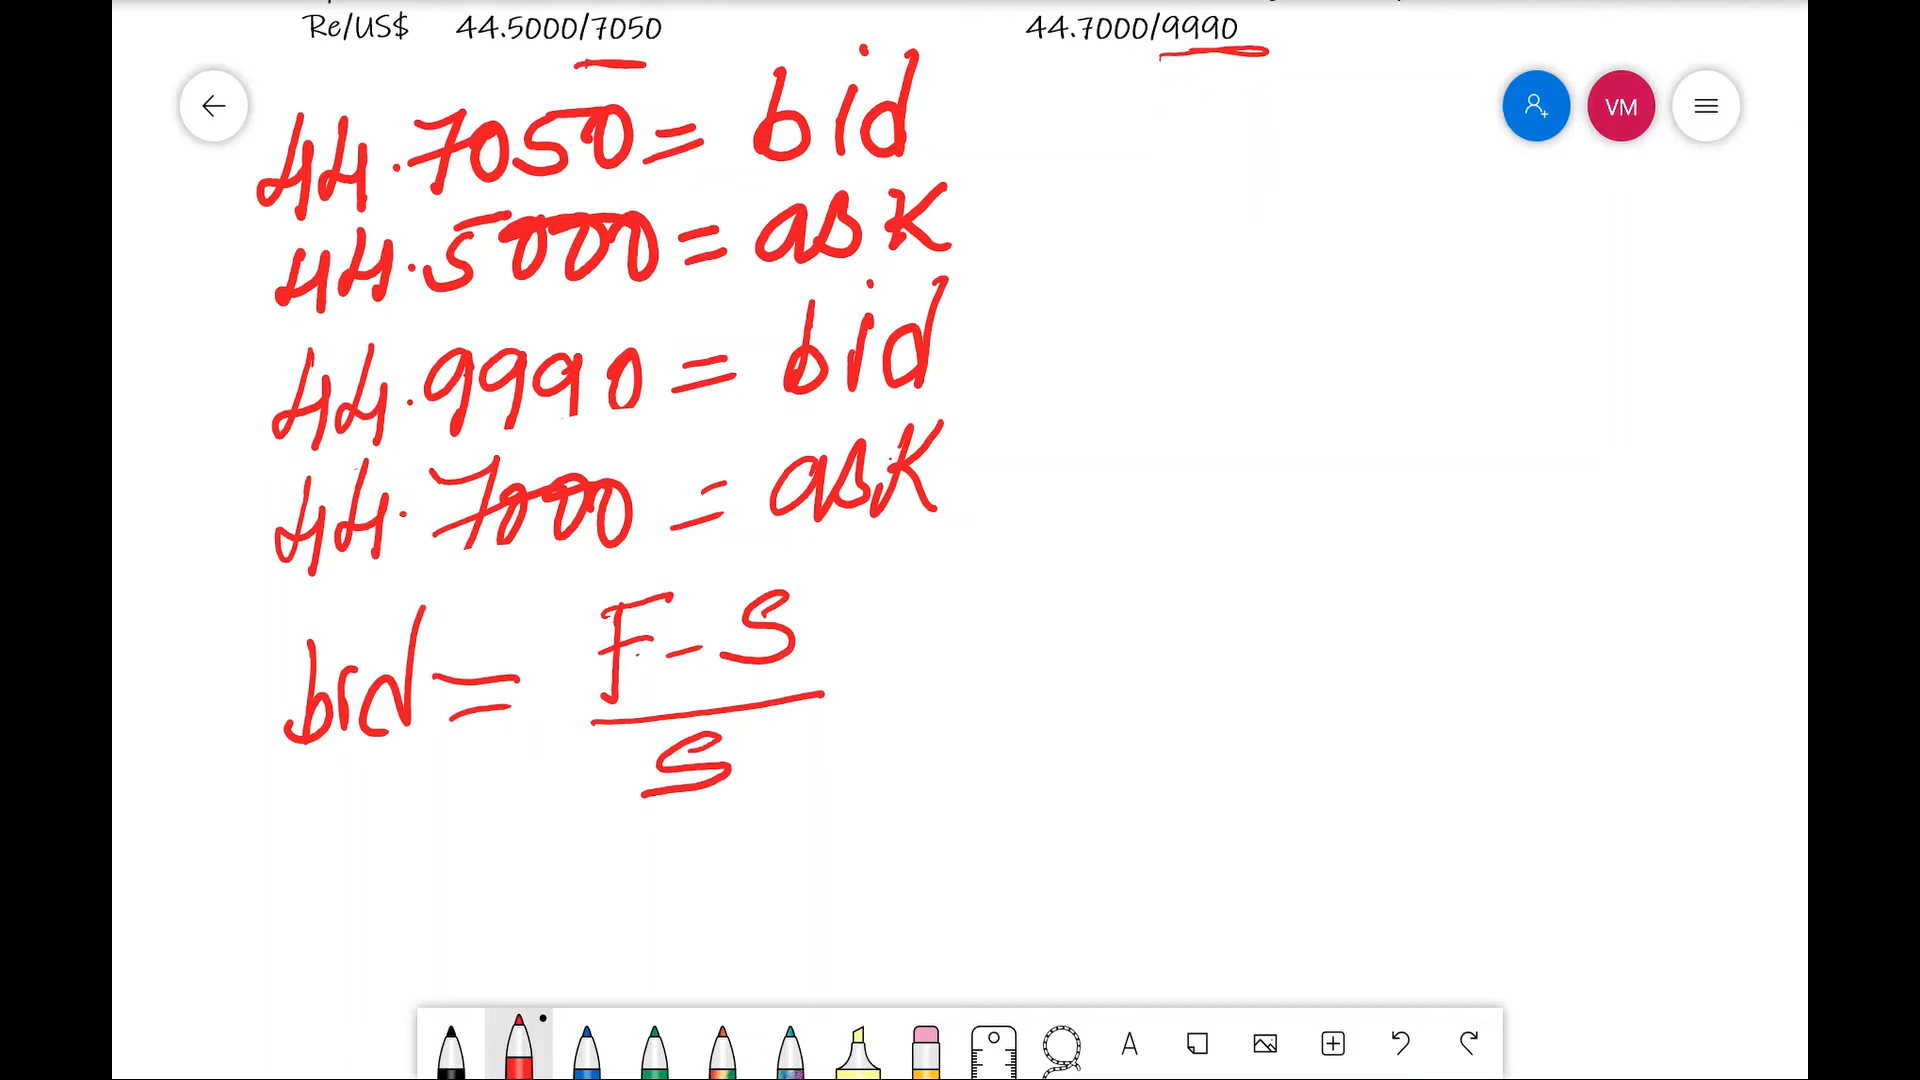 Re/US$ 44.5000/7050 44.7000/9990
VM
44.7050 = bid
44.5000 = ask
44.9990 = bid
44.7000 = ask
bid = F - S
S
A